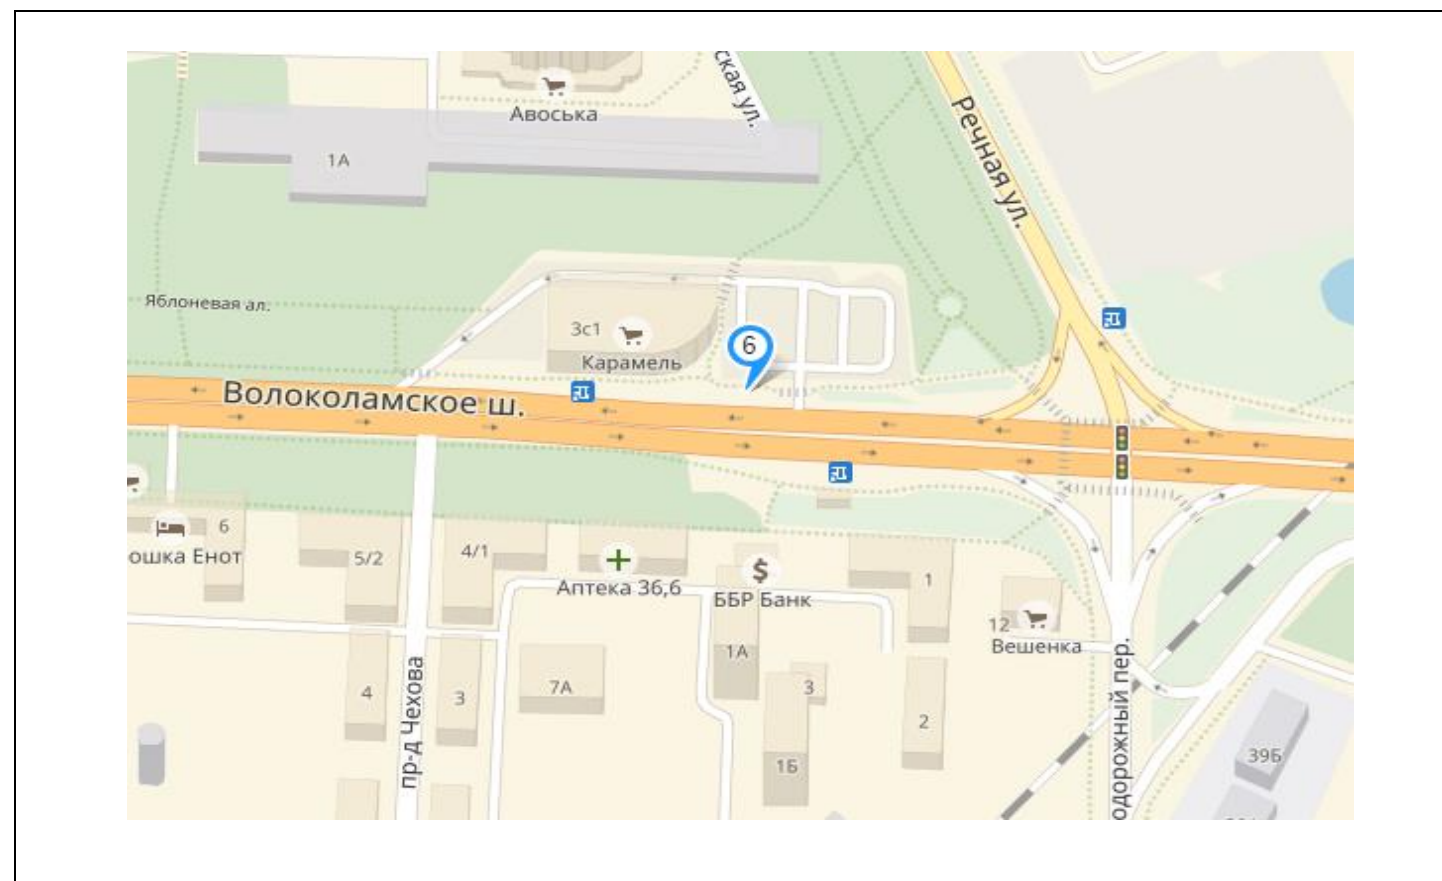 ская ул.
Авоська
1А
Речная ул.
Яблоневая ал.
3с1
Карамель
6
Волоколамское ш.
6
ошка Енот
5/2
4/1
Аптека 36,6
$
ББР Банк
1
12
Вешенка
1А
7А
3
4
3
2
пр-д Чехова
1Б
одорожный пер.
39Б